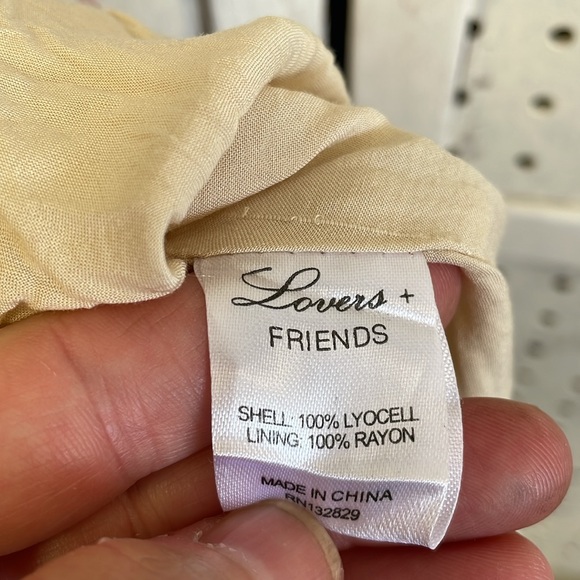 Lovers +
FRIENDS
SHELL: 100% LYOCELL
LINING: 100% RAYON
MADE IN CHINA
RN132829